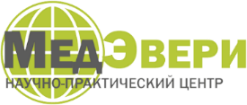 МедЭвери
НАУЧНО-ПРАКТИЧЕСКИЙ ЦЕНТР